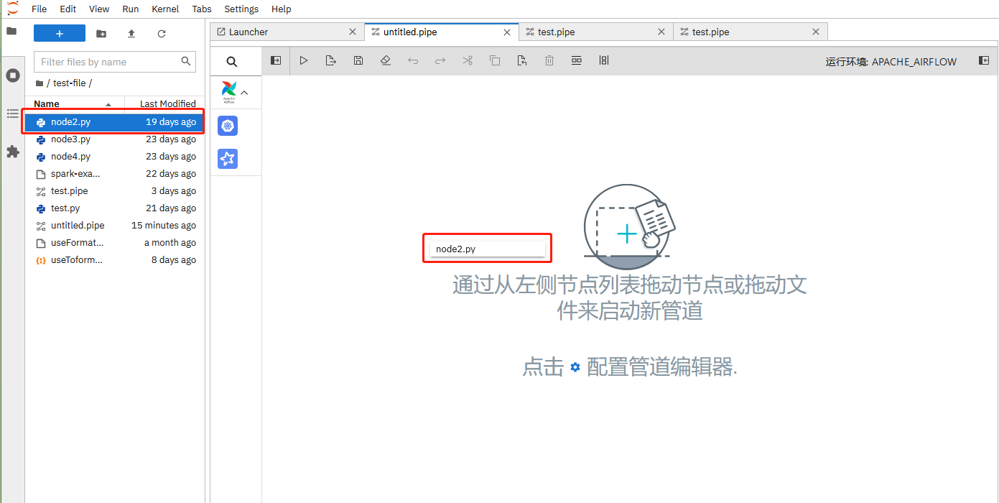 File Edit View Run Kernel Tabs Settings Help
Launcher untitled.pipe test.pipe test.pipe
Filter files by name
运行环境: APACHE_AIRFLOW
/ test-file /
Apache
Airflow
Name Last Modified
node2.py 19 days ago
node3.py 23 days ago
node4.py 23 days ago
spark-exa... 22 days ago
test.pipe 3 days ago
test.py 21 days ago
untitled.pipe 15 minutes ago
useFormat... a month ago
useToform... 8 days ago
node2.py
通过从左侧节点列表拖动节点或拖动文
件来启动新管道
点击 配置管道编辑器.